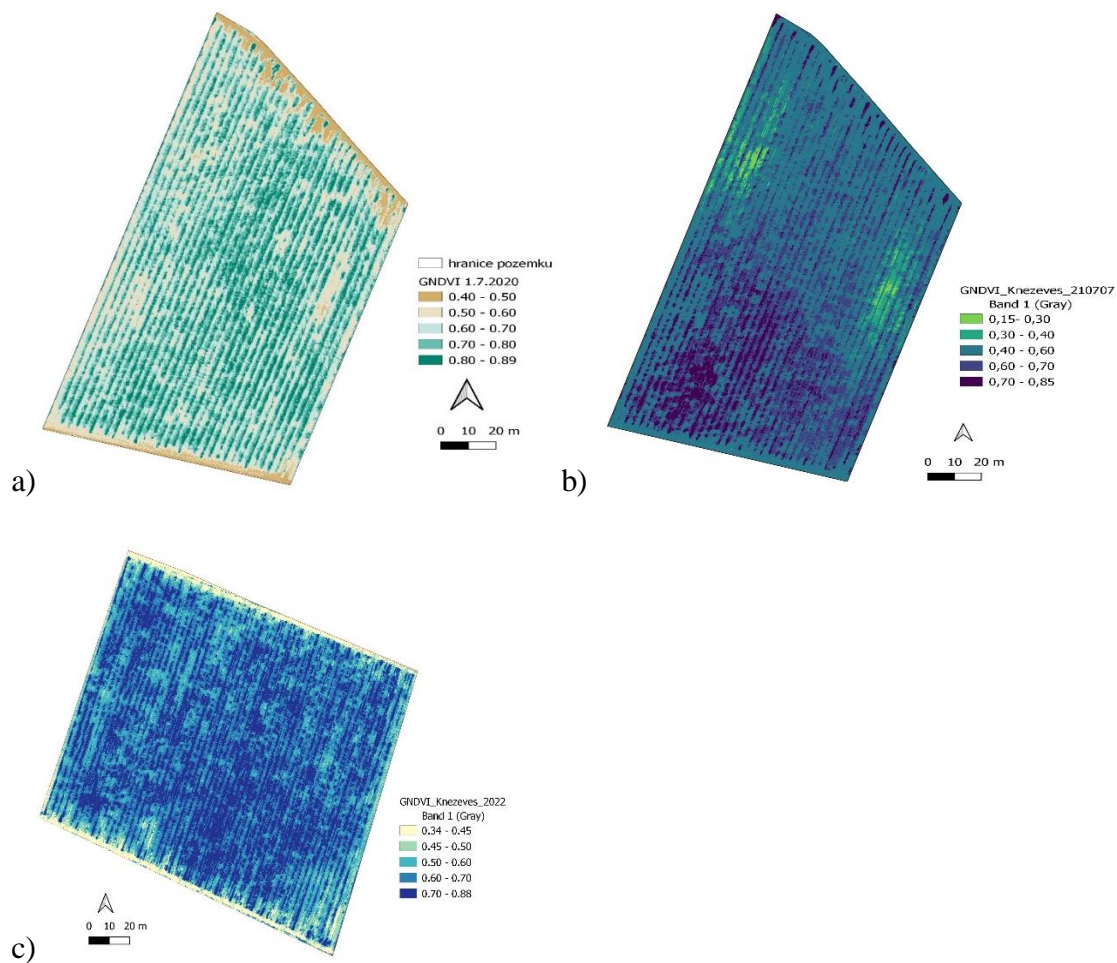 hranice pozemku
GNDVI 1.7.2020
0.40 - 0.50
0.50 - 0.60
0.60 - 0.70
0.70 - 0.80
0.80 - 0.89
0 10 20 m
a)
GNDVI_Knezeves_210707
Band 1 (Gray)
0,15- 0,30
0,30 - 0,40
0,40 - 0,60
0,60 - 0,70
0,70 - 0,85
0 10 20 m
b)
GNDVI_Knezeves_2022
Band 1 (Gray)
0.34 - 0.45
0.45 - 0.50
0.50 - 0.60
0.60 - 0.70
0.70 - 0.88
0 10 20 m
c)